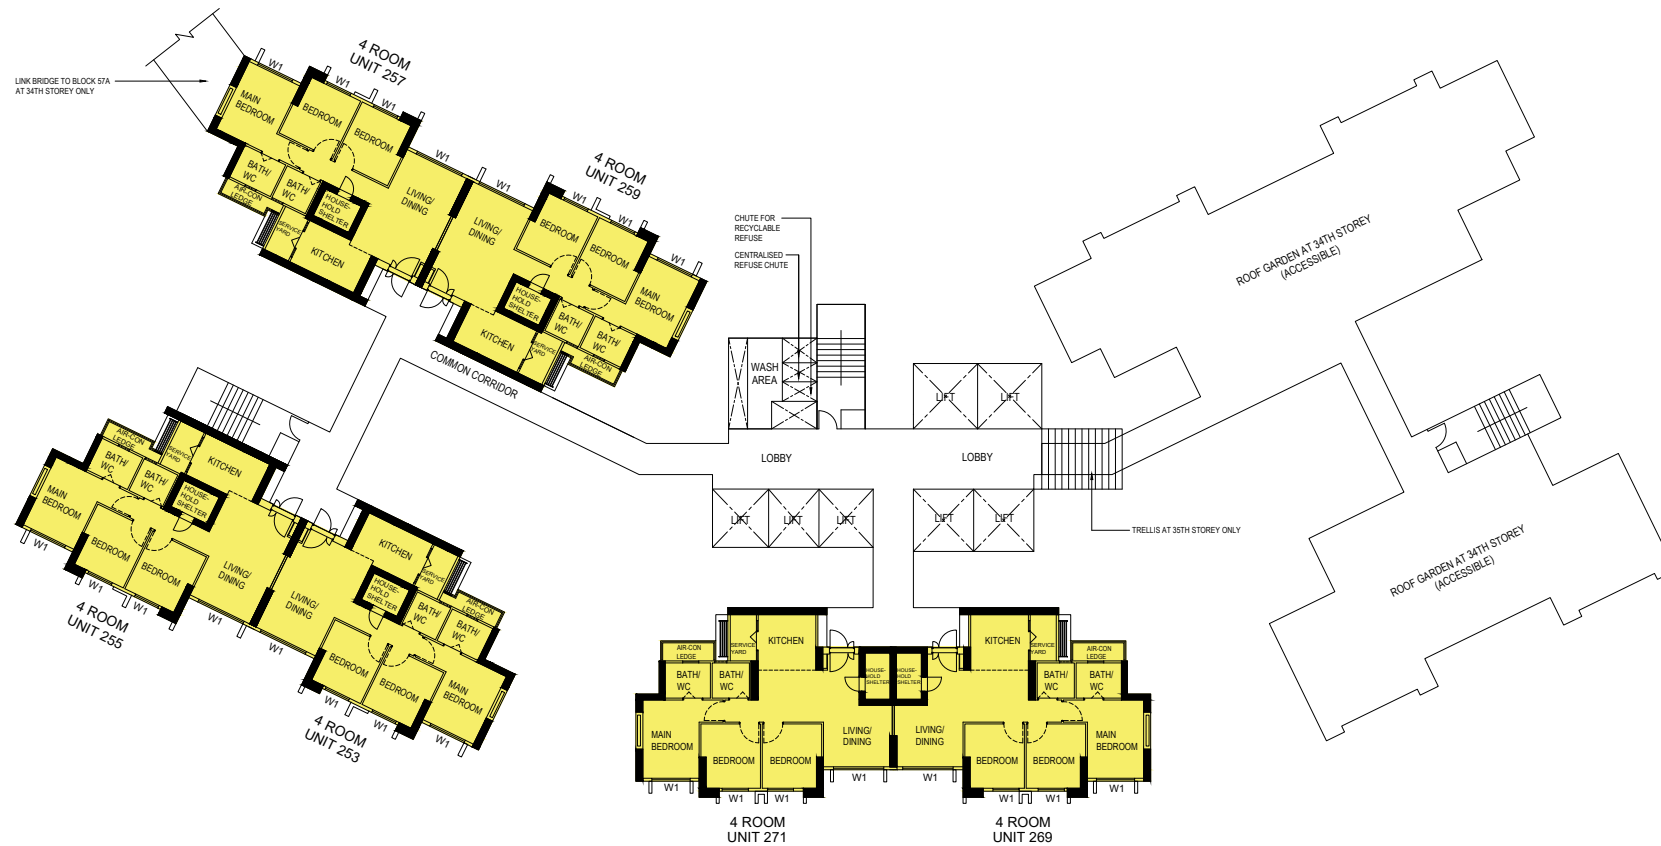 LINK BRIDGE TO BLOCK 57A
AT 34TH STOREY ONLY
4 ROOM
UNIT 257
W1
W1
W1
MAIN
BEDROOM
BEDROOM
BEDROOM
BATH/
WC
BATH/
WC
AIR-CON
LEDGE
HOUSE-
HOLD
SHELTER
SERVICE
YARD
KITCHEN
LIVING/
DINING
W1
4 ROOM
UNIT 259
W1
W1
W1
W1
LIVING/
DINING
BEDROOM
BEDROOM
MAIN
BEDROOM
HOUSE-
HOLD
SHELTER
BATH/
WC
BATH/
WC
KITCHEN
SERVICE
YARD
AIR-CON
LEDGE
COMMON CORRIDOR
CHUTE FOR
RECYCLABLE
REFUSE
CENTRALISED
REFUSE CHUTE
WASH
AREA
LIFT
LIFT
LOBBY
LOBBY
LIFT
LIFT
LIFT
LIFT
LIFT
TRELLIS AT 35TH STOREY ONLY
ROOF GARDEN AT 34TH STOREY
(ACCESSIBLE)
ROOF GARDEN AT 34TH STOREY
(ACCESSIBLE)
AIR-CON
LEDGE
SERVICE
YARD
KITCHEN
BATH/
WC
BATH/
WC
HOUSE-
HOLD
SHELTER
MAIN
BEDROOM
BEDROOM
BEDROOM
LIVING/
DINING
W1
W1
W1
W1
4 ROOM
UNIT 255
KITCHEN
SERVICE
YARD
HOUSE-
HOLD
SHELTER
AIR-CON
LEDGE
BATH/
WC
BATH/
WC
LIVING/
DINING
BEDROOM
BEDROOM
MAIN
BEDROOM
W1
W1
W1
W1
4 ROOM
UNIT 253
AIR-CON
LEDGE
SERVICE
YARD
KITCHEN
BATH/
WC
BATH/
WC
HOUSE-
HOLD
SHELTER
MAIN
BEDROOM
BEDROOM
BEDROOM
LIVING/
DINING
W1
W1
W1
W1
4 ROOM
UNIT 271
HOUSE-
HOLD
SHELTER
KITCHEN
SERVICE
YARD
AIR-CON
LEDGE
BATH/
WC
BATH/
WC
LIVING/
DINING
BEDROOM
BEDROOM
MAIN
BEDROOM
W1
W1
W1
W1
4 ROOM
UNIT 269